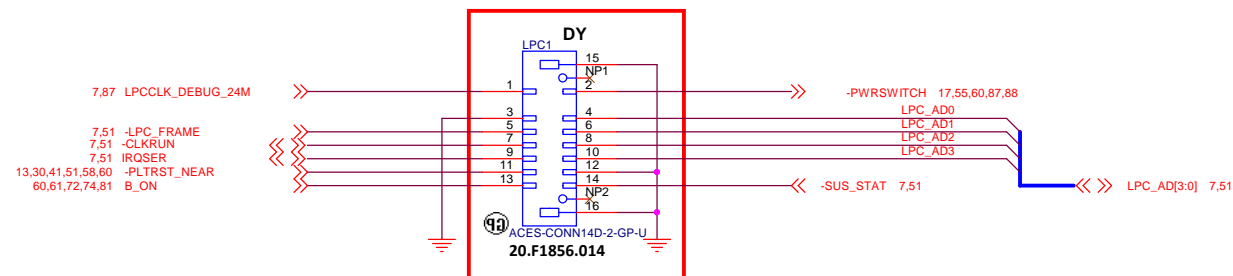 DY
LPC1
15
NP1
7,87 LPCCLK_DEBUG_24M 1 2 -PWRSWITCH 17,55,60,87,88
3 4 LPC_AD0
7,51 -LPC_FRAME 5 6 LPC_AD1
7,51 -CLKRUN 7 8 LPC_AD2
7,51 IRQSER 9 10 LPC_AD3
13,30,41,51,58,60 -PLTRST_NEAR 11 12
60,61,72,74,81 B_ON 13 14 -SUS_STAT 7,51 LPC_AD[3:0] 7,51
NP2
16
GP
ACES-CONN14D-2-GP-U
20.F1856.014